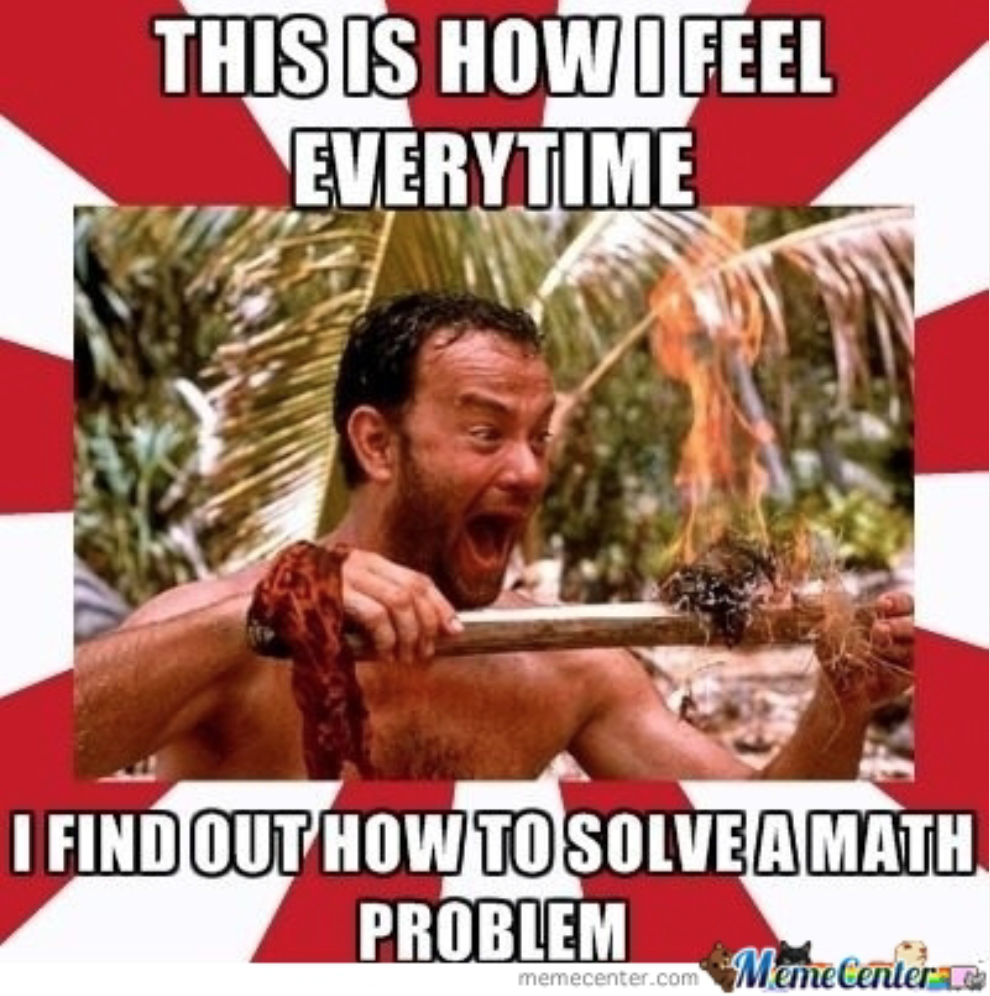 THIS IS HOW I FEEL
EVERYTIME
I FIND OUT HOW TO SOLVE A MATH
PROBLEM
memecenter.com MemeCenter